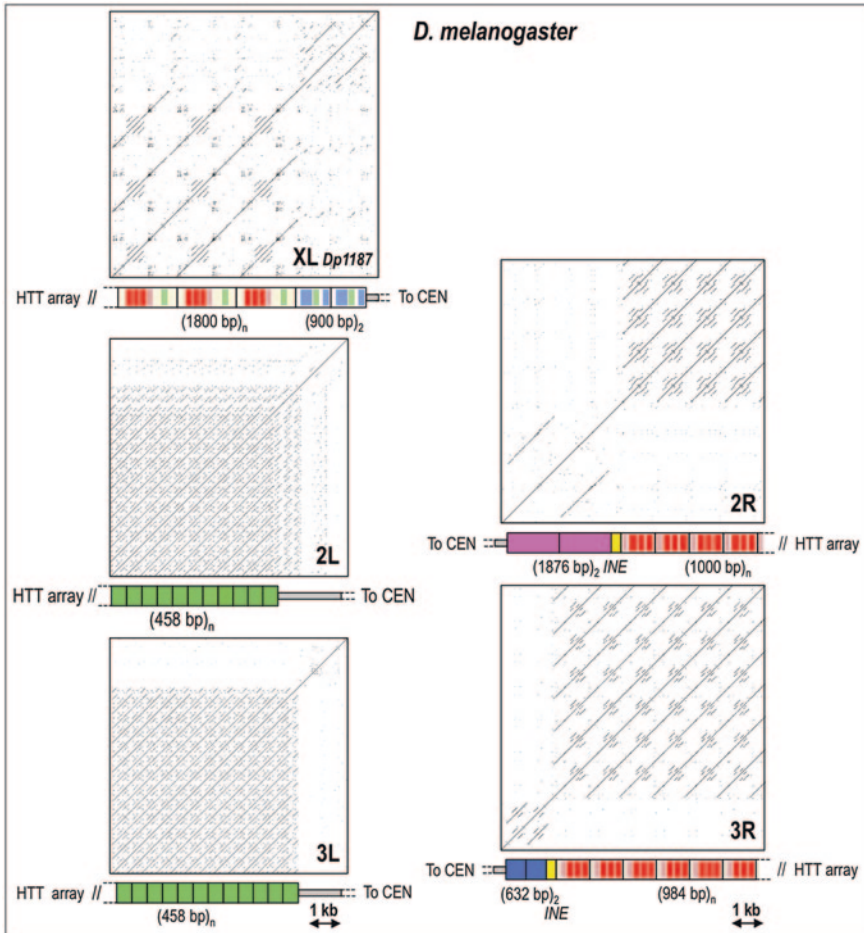 D. melanogaster
XL Dp1187
HTT array // To CEN
(1800 bp)n (900 bp)2
2L
HTT array // To CEN
(458 bp)n
3L
HTT array // To CEN
(458 bp)n
1 kb
2R
To CEN // HTT array
(1876 bp)2 INE (1000 bp)n
3R
To CEN // HTT array
(632 bp)2 (984 bp)n
INE
1 kb